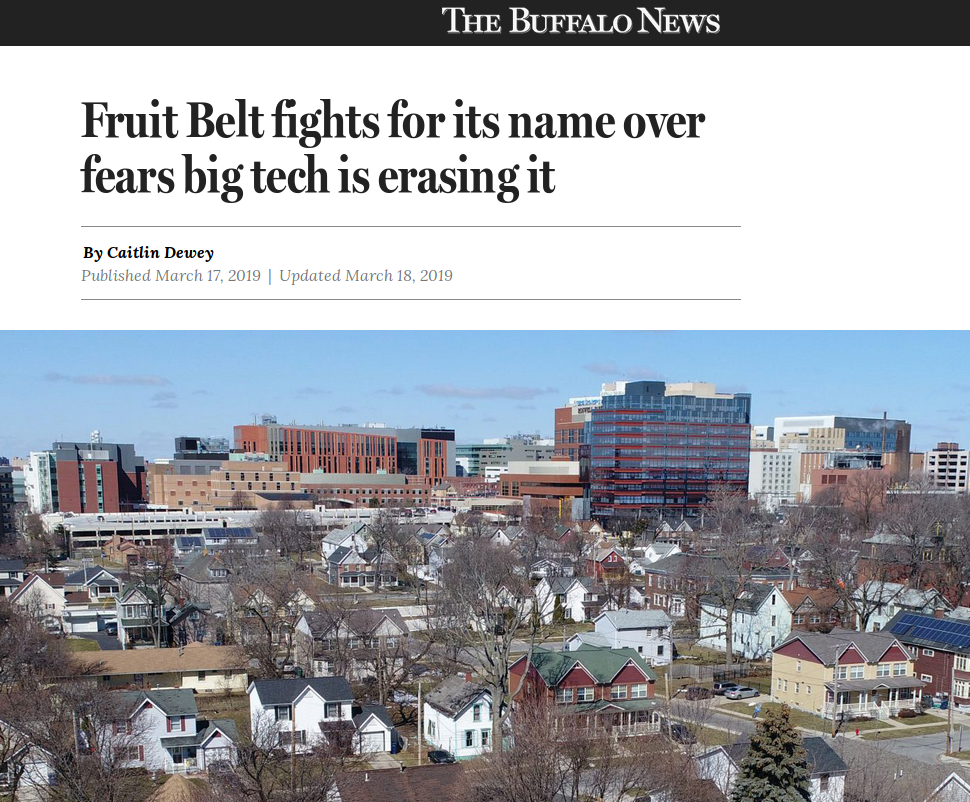 THE BUFFALO NEWS
Fruit Belt fights for its name over
fears big tech is erasing it
By Caitlin Dewey
Published March 17, 2019 | Updated March 18, 2019